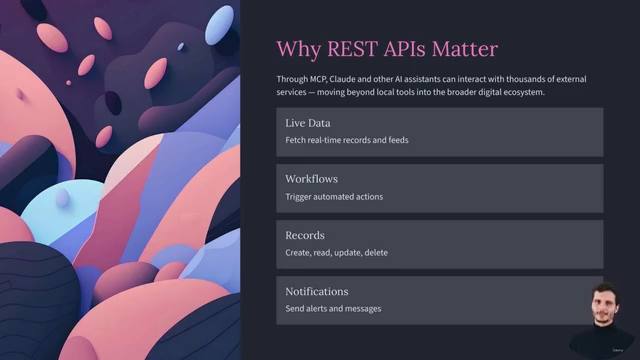 Why REST APIs Matter
Through MCP, Claude and other AI assistants can interact with thousands of external
services — moving beyond local tools into the broader digital ecosystem.
Live Data
Fetch real-time records and feeds
Workflows
Trigger automated actions
Records
Create, read, update, delete
Notifications
Send alerts and messages